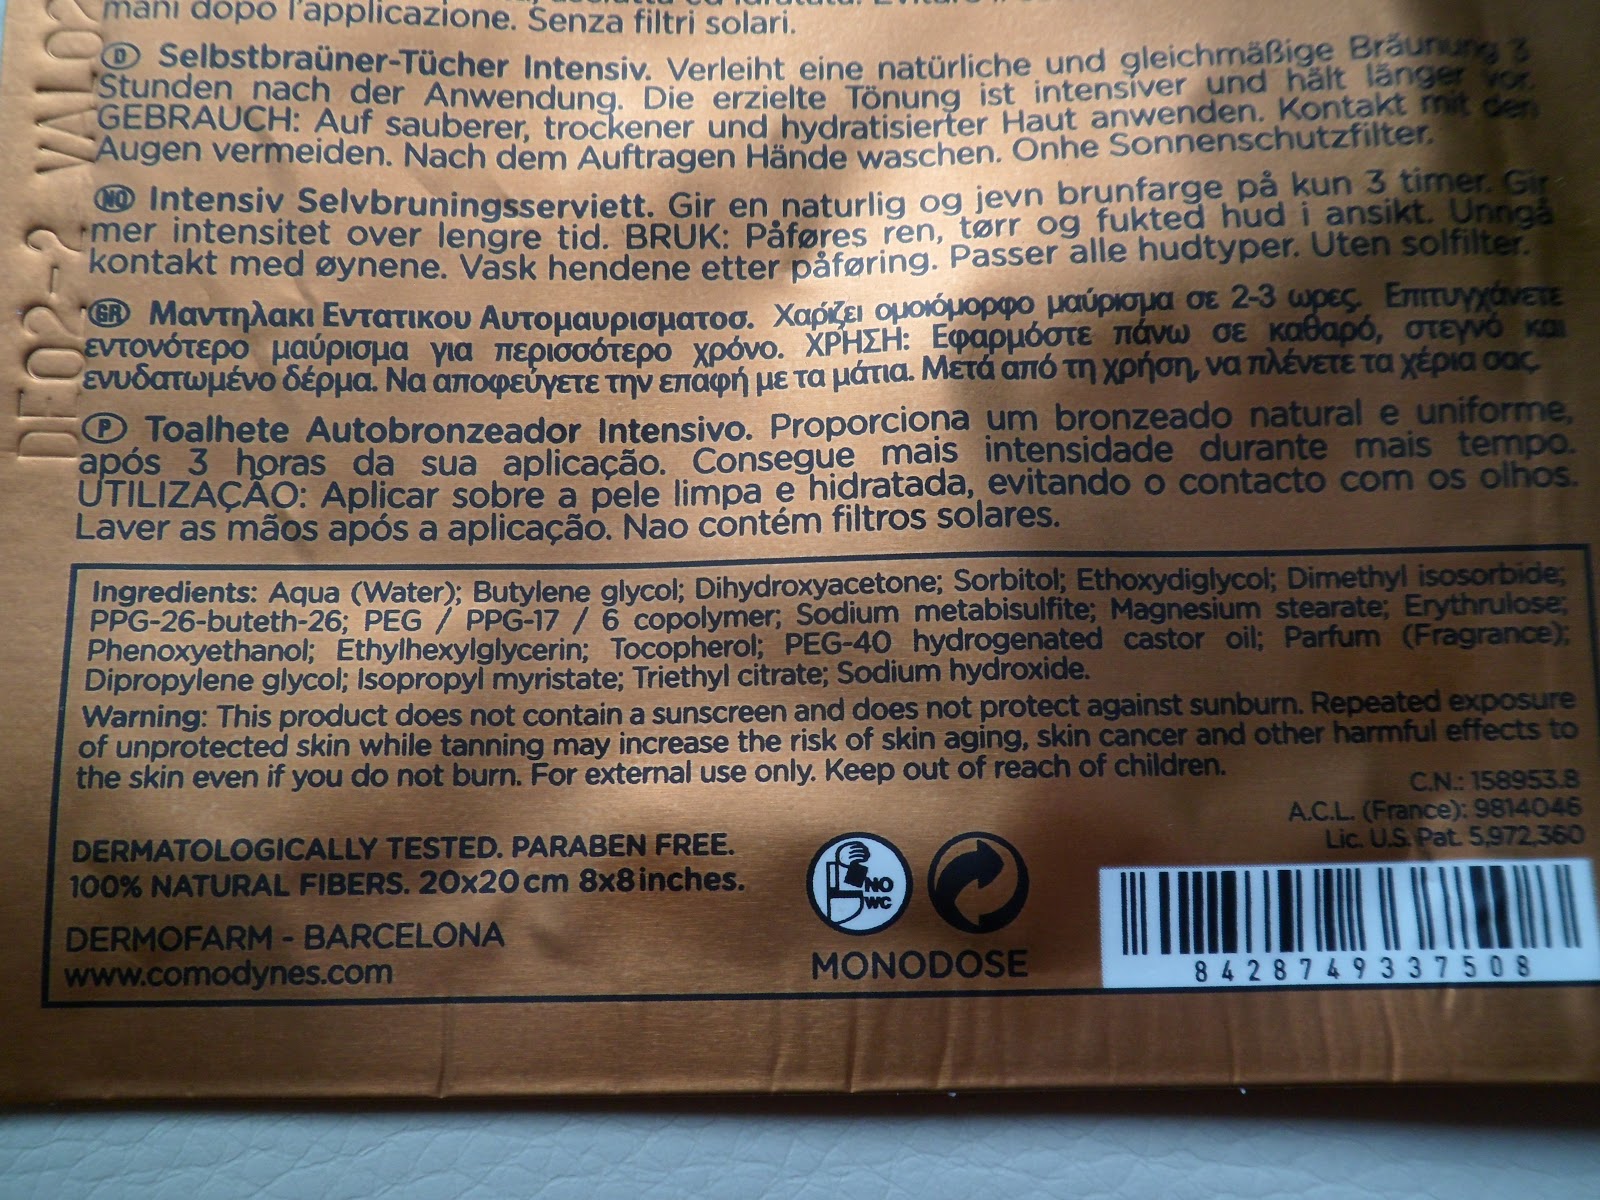 mani dopo l'applicazione. Senza filtri solari.
D Selbstbraüner-Tücher Intensiv. Verleiht eine natürliche und gleichmäßige Bräunung 3
Stunden nach der Anwendung. Die erzielte Tönung ist intensiver und hält länger vor.
GEBRAUCH: Auf sauberer, trockener und hydratisierter Haut anwenden. Kontakt mit den
Augen vermeiden. Nach dem Auftragen Hände waschen. Onhe Sonnenschutzfilter.
NO Intensiv Selvbruningsserviett. Gir en naturlig og jevn brunfarge på kun 3 timer. Gir
mer intensitet over lengre tid. BRUK: Påføres ren, tørr og fukted hud i ansikt. Unngå
kontakt med øynene. Vask hendene etter påføring. Passer alle hudtyper. Uten solfilter.
GR Μαντηλακι Εντατικου Αυτομαυρισματοσ. Χαρίζει ομοιόμορφο μαύρισμα σε 2-3 ωρες. Επιτυγχάνετε
εντονότερο μαύρισμα για περισσότερο χρόνο. ΧΡΗΣΗ: Εφαρμόστε πάνω σε καθαρό, στεγνό και
ενυδατωμένο δέρμα. Να αποφεύγετε την επαφή με τα μάτια. Μετά από τη χρήση, να πλένετε τα χέρια σας.
P Toalhete Autobronzeador Intensivo. Proporciona um bronzeado natural e uniforme,
após 3 horas da sua aplicação. Consegue mais intensidade durante mais tempo.
UTILIZAÇÃO: Aplicar sobre a pele limpa e hidratada, evitando o contacto com os olhos.
Laver as mãos após a aplicação. Nao contém filtros solares.
Ingredients: Aqua (Water); Butylene glycol; Dihydroxyacetone; Sorbitol; Ethoxydiglycol; Dimethyl isosorbide;
PPG-26-buteth-26; PEG / PPG-17 / 6 copolymer; Sodium metabisulfite; Magnesium stearate; Erythrulose;
Phenoxyethanol; Ethylhexylglycerin; Tocopherol; PEG-40 hydrogenated castor oil; Parfum (Fragrance);
Dipropylene glycol; Isopropyl myristate; Triethyl citrate; Sodium hydroxide.
Warning: This product does not contain a sunscreen and does not protect against sunburn. Repeated exposure
of unprotected skin while tanning may increase the risk of skin aging, skin cancer and other harmful effects to
the skin even if you do not burn. For external use only. Keep out of reach of children.
C.N.: 158953.8
A.C.L. (France): 9814046
Lic. U.S. Pat. 5,972,360
DERMATOLOGICALLY TESTED. PARABEN FREE.
100% NATURAL FIBERS. 20x20cm 8x8inches.
DERMOFARM - BARCELONA
www.comodynes.com
NO
WC
MONODOSE
8428749337508